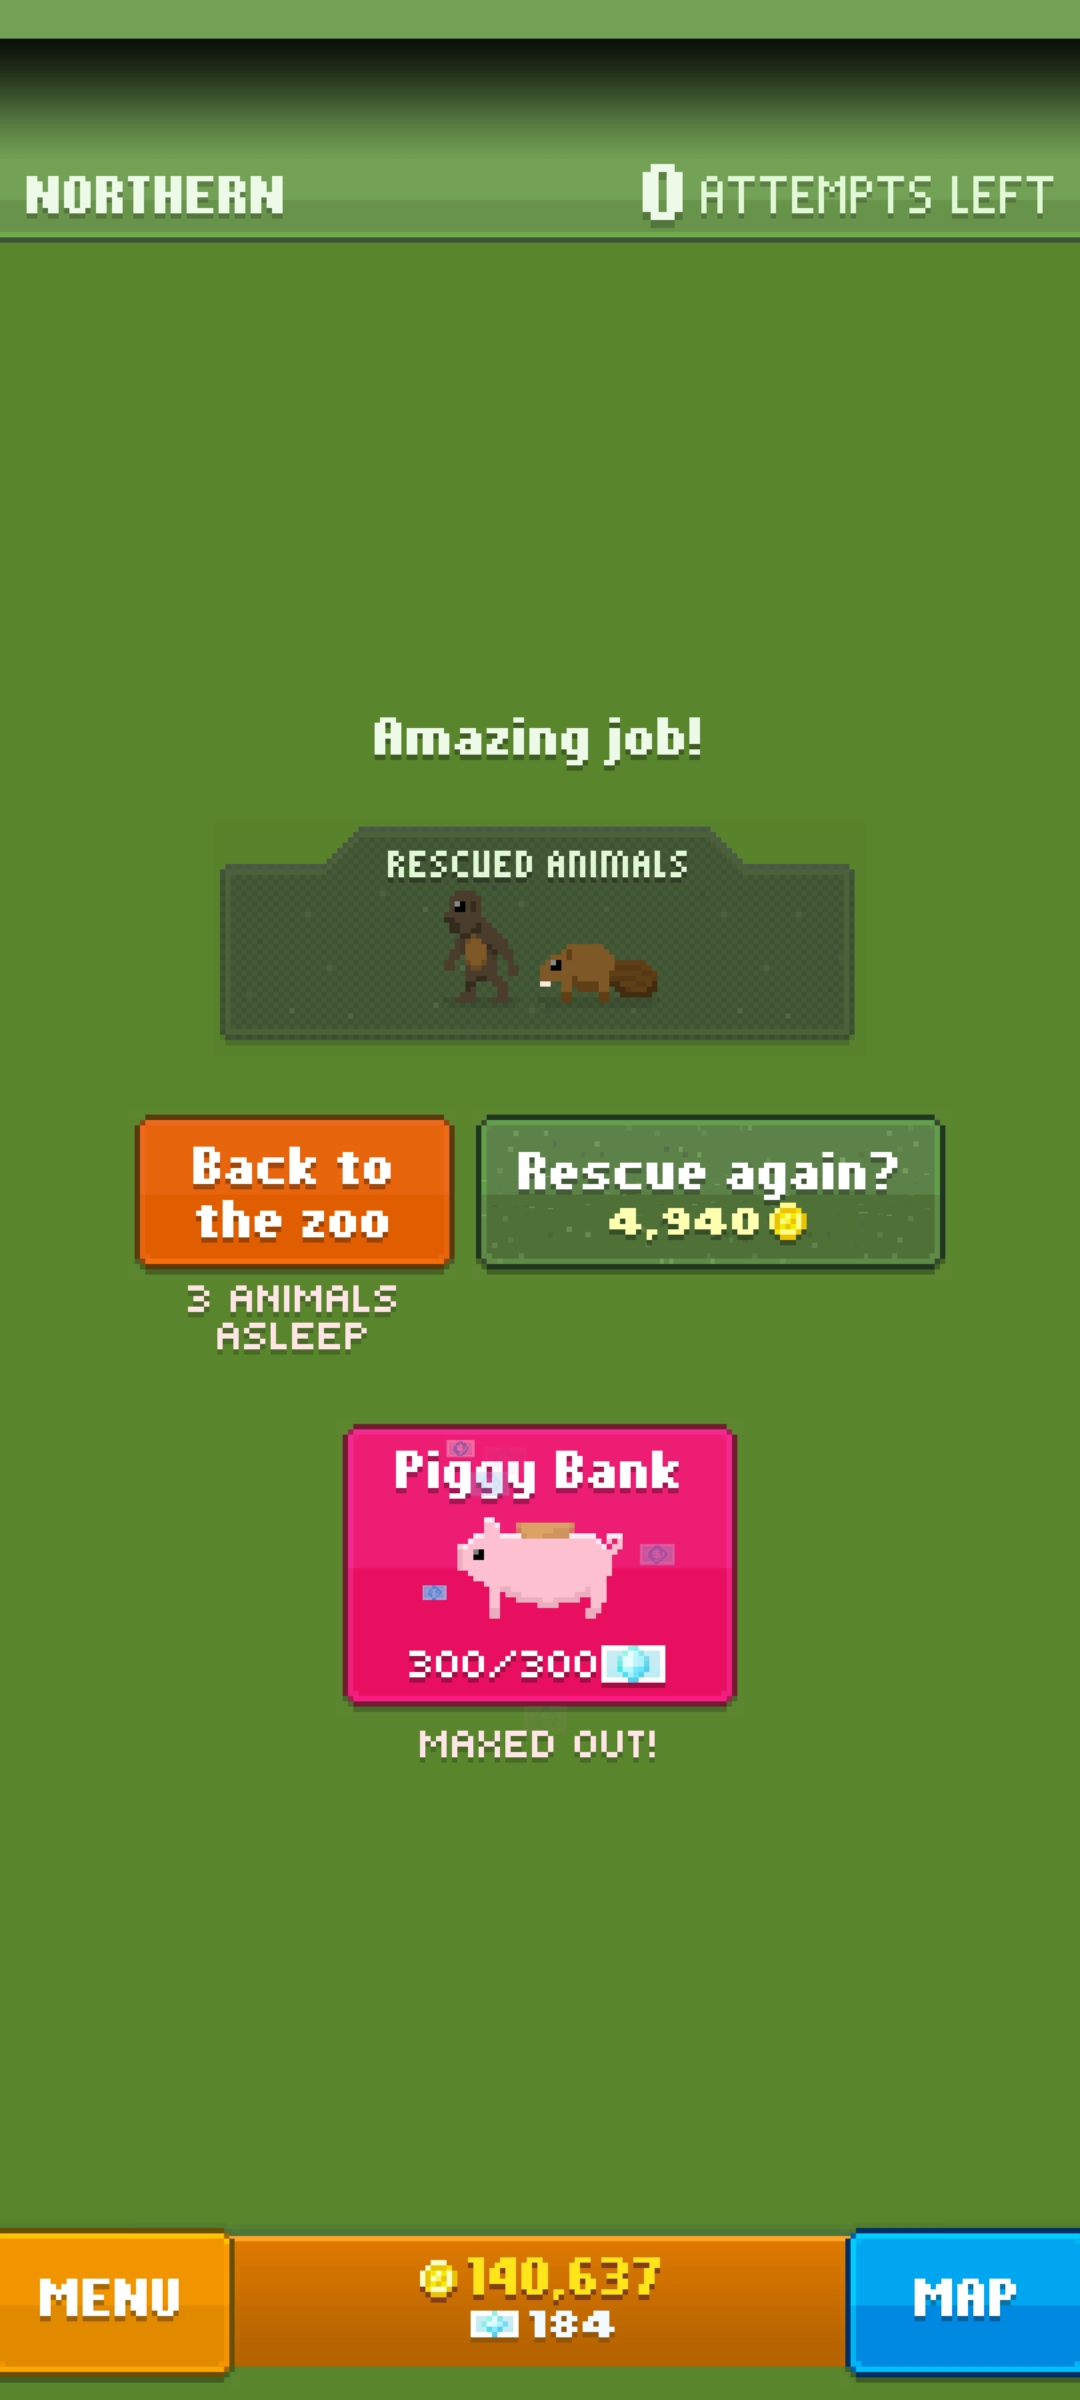 NORTHERN
0 ATTEMPTS LEFT
Amazing job!
RESCUED ANIMALS
Back to
the zoo
Rescue again?
4,940
3 ANIMALS
ASLEEP
Piggy Bank
300/300
MAXED OUT!
MENU
140,637
184
MAP